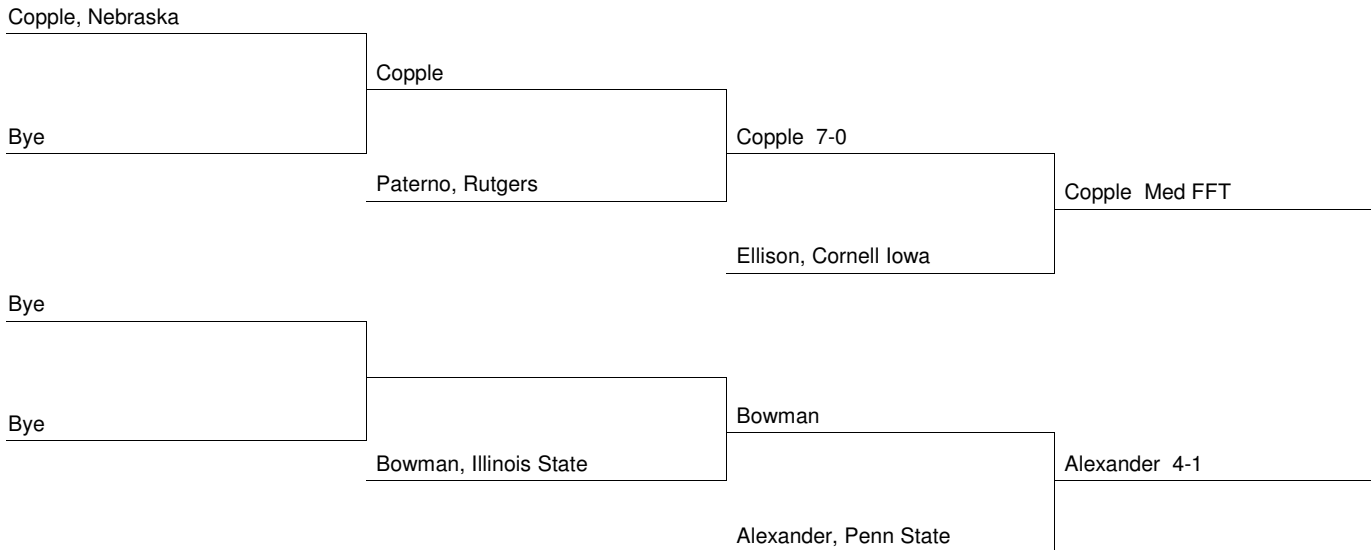 Copple, Nebraska
Copple
Bye
Copple 7-0
Paterno, Rutgers
Copple Med FFT
Ellison, Cornell Iowa
Bye
Bye
Bowman
Bowman, Illinois State
Alexander 4-1
Alexander, Penn State